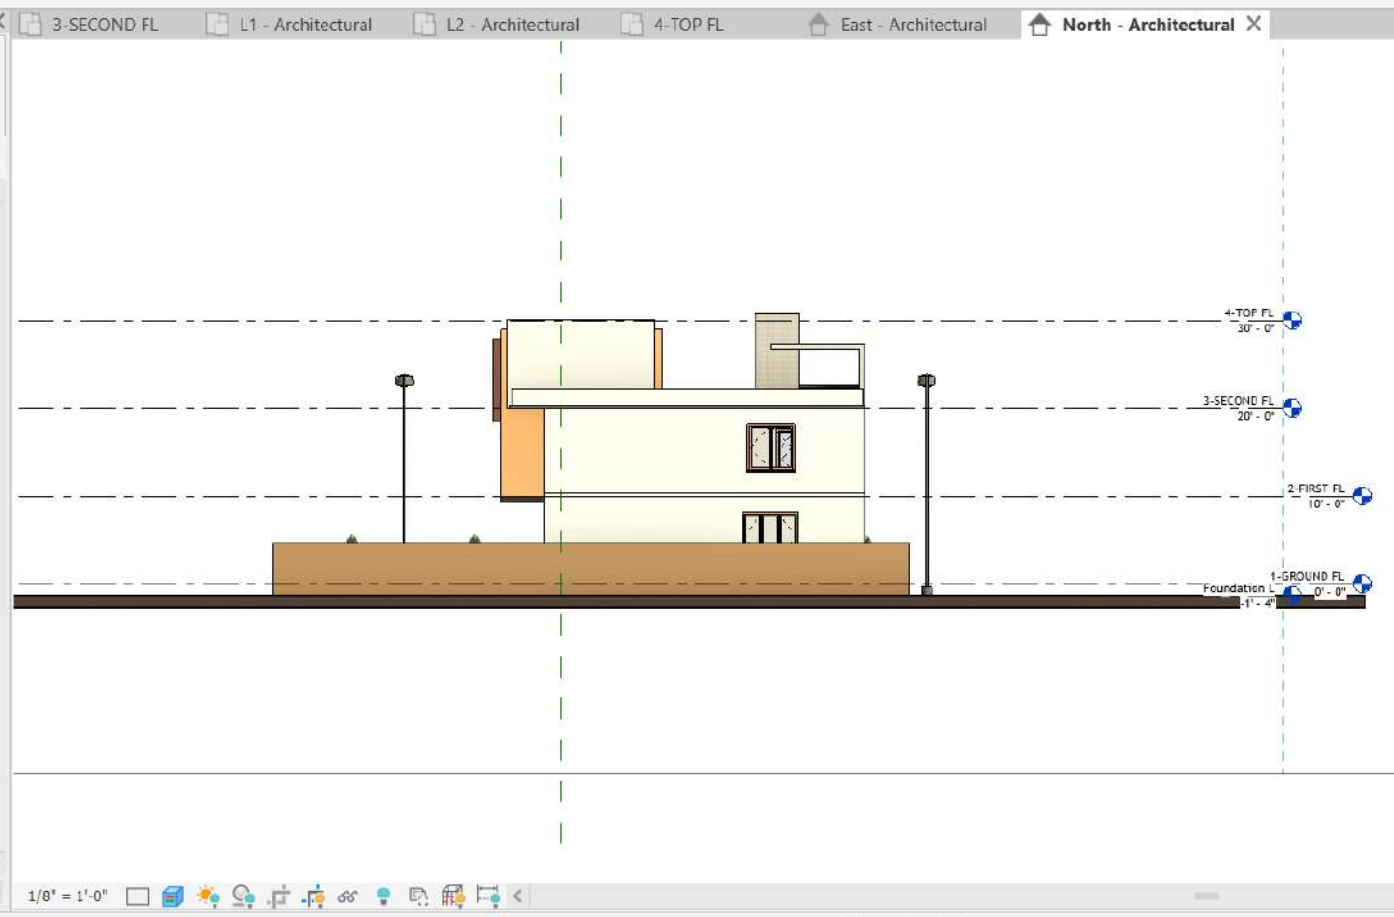 3-SECOND FL
L1 - Architectural
L2 - Architectural
4-TOP FL
East - Architectural
North - Architectural
4-TOP FL
30' - 0"
3-SECOND FL
20' - 0"
2-FIRST FL
10' - 0"
1-GROUND FL
0' - 0"
Foundation L
-1' - 4"
1/8" = 1'-0"